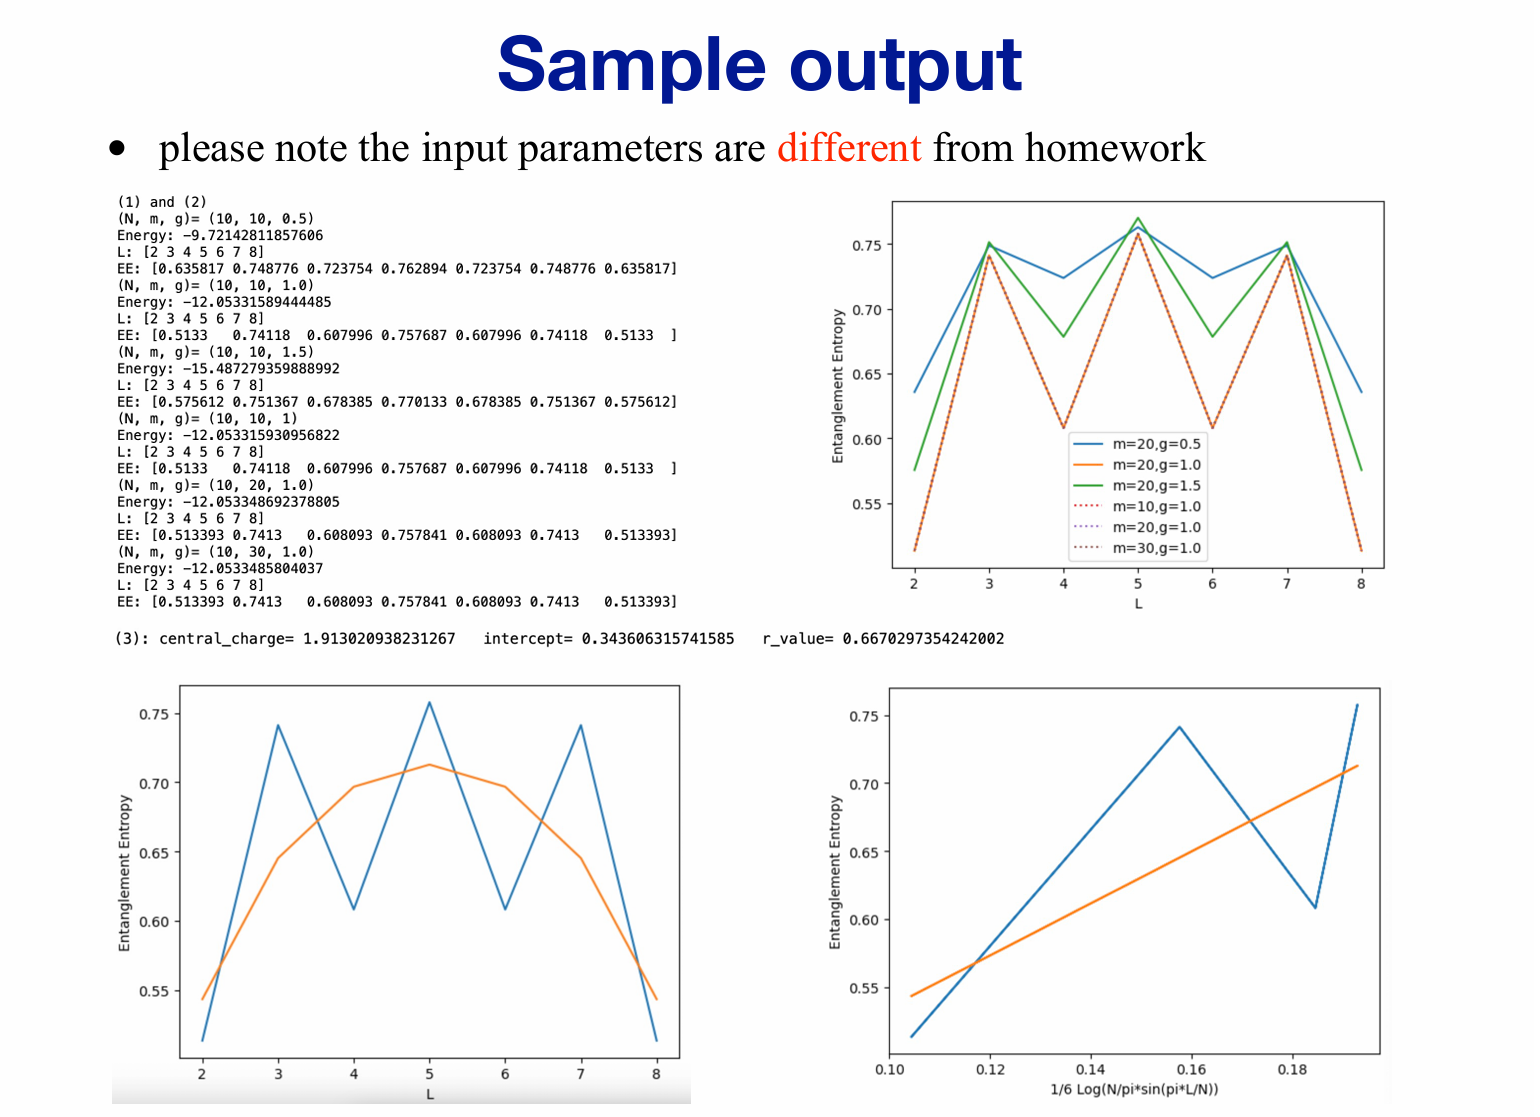 Sample output
• please note the input parameters are different from homework
(1) and (2)
(N, m, g)= (10, 10, 0.5)
Energy: -9.72142811857606
L: [2 3 4 5 6 7 8]
EE: [0.635817 0.748776 0.723754 0.762894 0.723754 0.748776 0.635817]
(N, m, g)= (10, 10, 1.0)
Energy: -12.05331589444485
L: [2 3 4 5 6 7 8]
EE: [0.5133   0.74118  0.607996 0.757687 0.607996 0.74118  0.5133  ]
(N, m, g)= (10, 10, 1.5)
Energy: -15.487279359888992
L: [2 3 4 5 6 7 8]
EE: [0.575612 0.751367 0.678385 0.770133 0.678385 0.751367 0.575612]
(N, m, g)= (10, 10, 1)
Energy: -12.053315930956822
L: [2 3 4 5 6 7 8]
EE: [0.5133   0.74118  0.607996 0.757687 0.607996 0.74118  0.5133  ]
(N, m, g)= (10, 20, 1.0)
Energy: -12.053348692378805
L: [2 3 4 5 6 7 8]
EE: [0.513393 0.7413   0.608093 0.757841 0.608093 0.7413   0.513393]
(N, m, g)= (10, 30, 1.0)
Energy: -12.0533485804037
L: [2 3 4 5 6 7 8]
EE: [0.513393 0.7413   0.608093 0.757841 0.608093 0.7413   0.513393]
Entanglement Entropy
0.75
0.70
0.65
0.60
0.55
m=20,g=0.5
m=20,g=1.0
m=20,g=1.5
m=10,g=1.0
m=20,g=1.0
m=30,g=1.0
2 3 4 5 6 7 8
L
(3): central_charge= 1.913020938231267   intercept= 0.343606315741585   r_value= 0.6670297354242002
Entanglement Entropy
0.75
0.70
0.65
0.60
0.55
2 3 4 5 6 7 8
L
Entanglement Entropy
0.75
0.70
0.65
0.60
0.55
0.10 0.12 0.14 0.16 0.18
1/6 Log(N/pi*sin(pi*L/N))